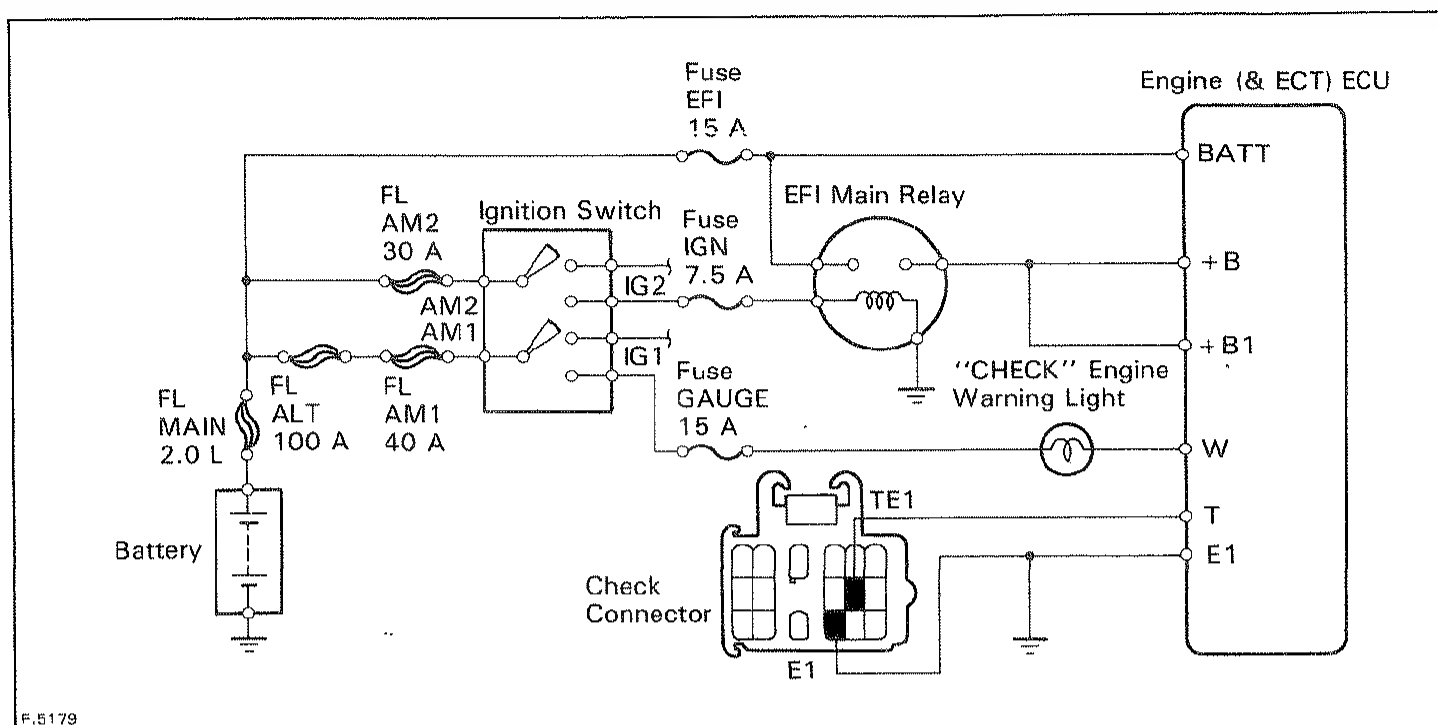 Fuse
EFI
15 A
Engine (& ECT) ECU
BATT
FL
AM2
30 A
Ignition Switch
Fuse
IGN
7.5 A
EFI Main Relay
+B
IG2
AM2
AM1
IG1
+B1
"CHECK" Engine
Warning Light
Fuse
GAUGE
15 A
FL
MAIN
2.0 L
FL
ALT
100 A
FL
AM1
40 A
W
TE1
T
Battery
E1
Check
Connector
E1
F.5179